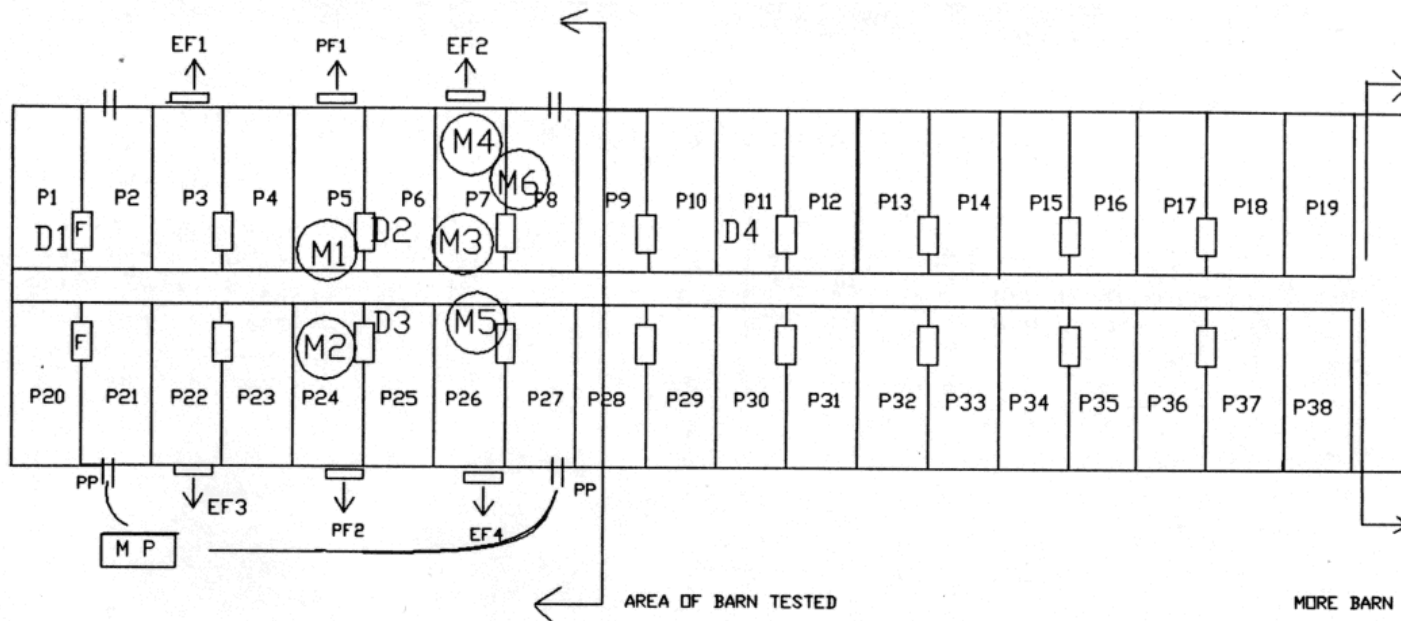 EF1 PF1 EF2
M4
M6
P1 P2 P3 P4 P5 P6 P7 P8 P9 P10 P11 P12 P13 P14 P15 P16 P17 P18 P19
F
D1 M1 D2 M3 D4
M5
D3
F M2
P20 P21 P22 P23 P24 P25 P26 P27 P28 P29 P30 P31 P32 P33 P34 P35 P36 P37 P38
PP EF3 PF2 EF4 PP
M P
AREA OF BARN TESTED MORE BARN